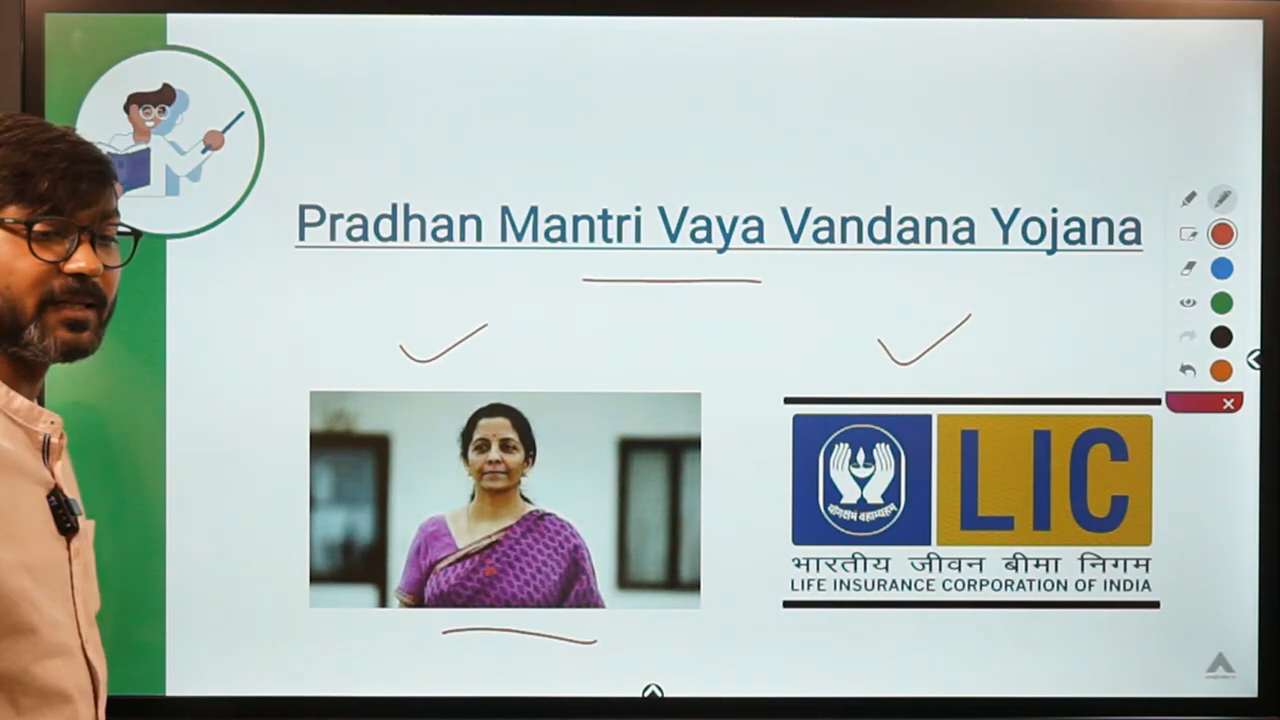 Pradhan Mantri Vaya Vandana Yojana
LIC
योगक्षेमं वहाम्यहम्
भारतीय जीवन बीमा निगम
LIFE INSURANCE CORPORATION OF INDIA